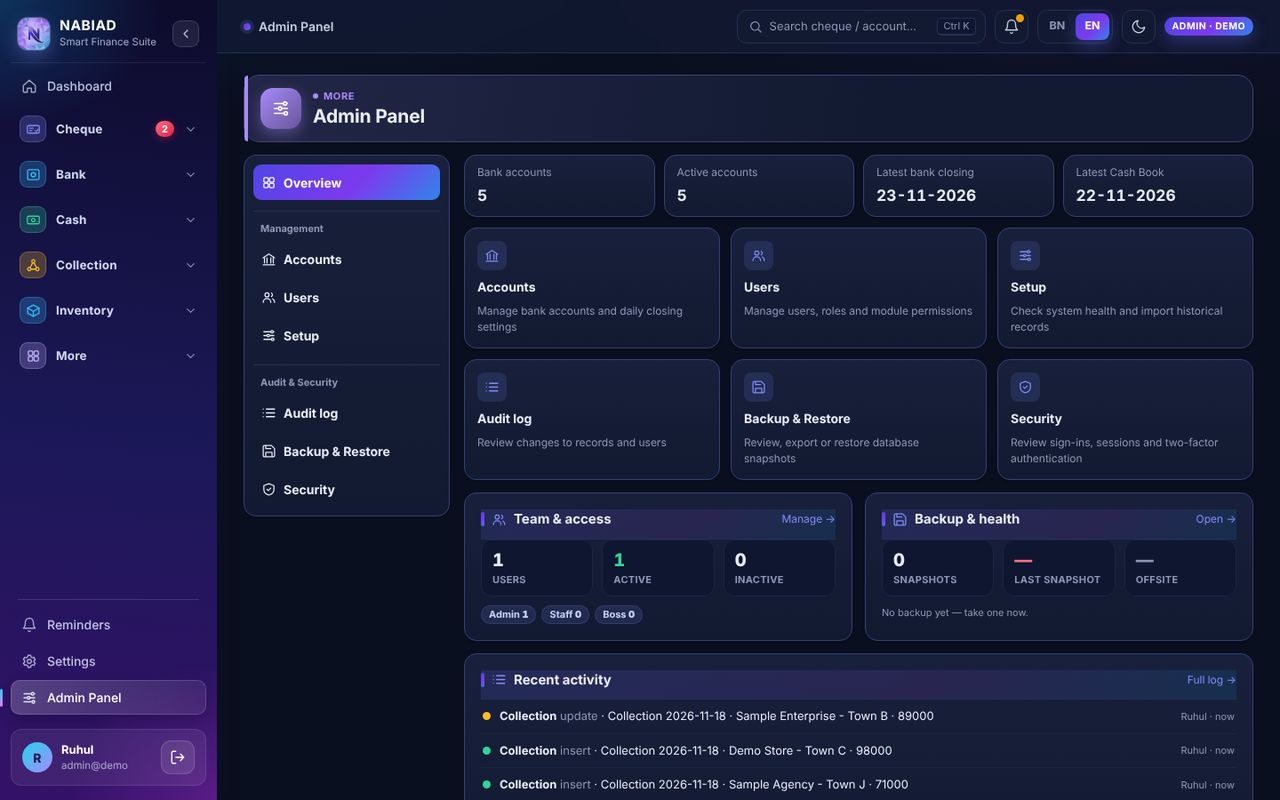 NABIAD
Smart Finance Suite
Dashboard
Cheque 2
Bank
Cash
Collection
Inventory
More
Reminders
Settings
Admin Panel
R
Ruhul
admin@demo
Admin Panel
Search cheque / account...
Ctrl K
BN EN
ADMIN · DEMO
MORE
Admin Panel
Overview
Management
Accounts
Users
Setup
Audit & Security
Audit log
Backup & Restore
Security
Bank accounts
5
Active accounts
5
Latest bank closing
23-11-2026
Latest Cash Book
22-11-2026
Accounts
Manage bank accounts and daily closing
settings
Users
Manage users, roles and module permissions
Setup
Check system health and import historical
records
Audit log
Review changes to records and users
Backup & Restore
Review, export or restore database
snapshots
Security
Review sign-ins, sessions and two-factor
authentication
Team & access Manage →
1
USERS
1
ACTIVE
0
INACTIVE
Admin 1 Staff 0 Boss 0
Backup & health Open →
0
SNAPSHOTS
—
LAST SNAPSHOT
—
OFFSITE
No backup yet — take one now.
Recent activity Full log →
Collection update · Collection 2026-11-18 · Sample Enterprise - Town B · 89000 Ruhul · now
Collection insert · Collection 2026-11-18 · Demo Store - Town C · 98000 Ruhul · now
Collection insert · Collection 2026-11-18 · Sample Agency - Town J · 71000 Ruhul · now